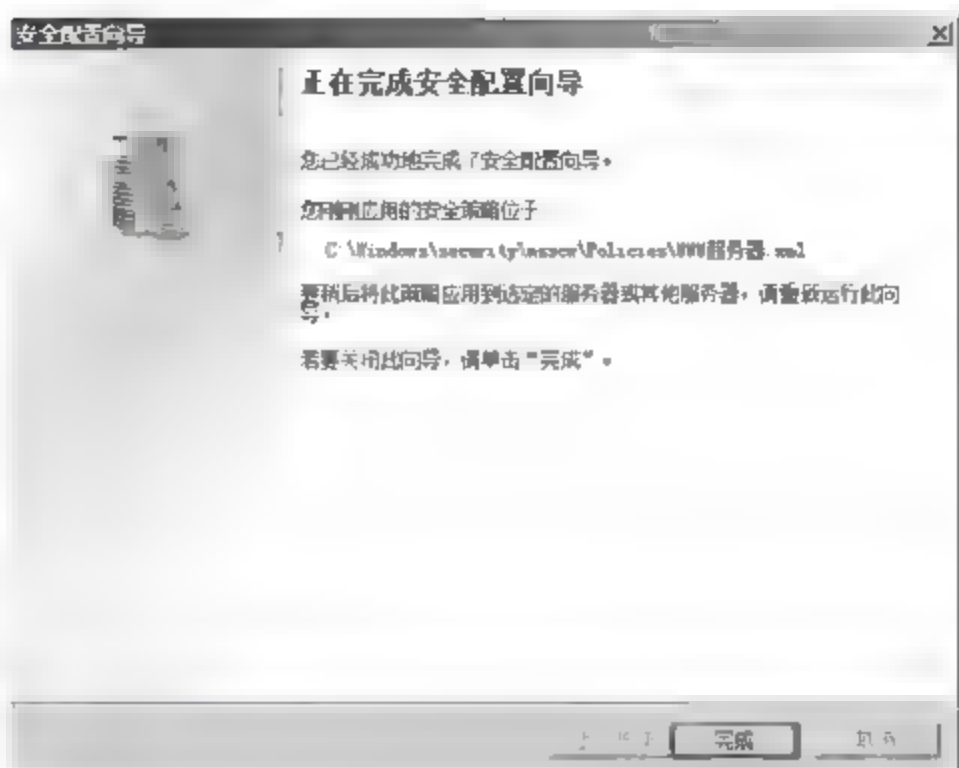 安全配置向导
正在完成安全配置向导
您已经成功地完成了安全配置向导。
您刚刚应用的安全策略位于
C:\Windows\security\msscw\Policies\WWW服务器.xml
要稍后将此策略应用到选定的服务器或其他服务器，请重新运行此向
导。
若要关闭此向导，请单击“完成”。
完成
取消